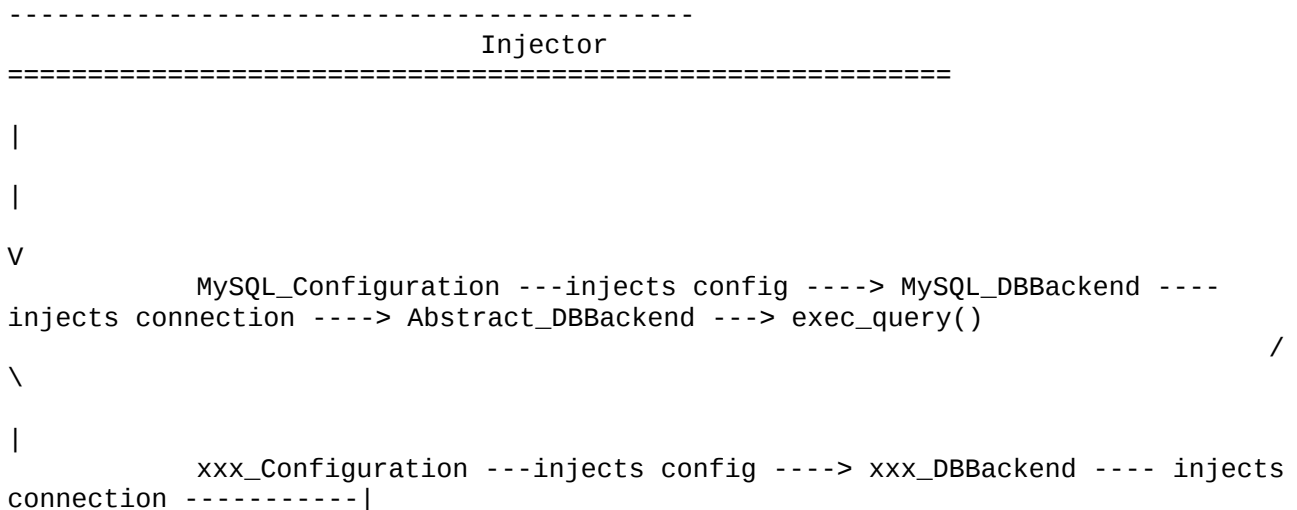 -------------------------------------------
Injector
===========================================================
|
|
V
MySQL_Configuration ---injects config ----> MySQL_DBBackend ----
injects connection ----> Abstract_DBBackend ---> exec_query()
/
\
|
xxx_Configuration ---injects config ----> xxx_DBBackend ---- injects
connection -----------|